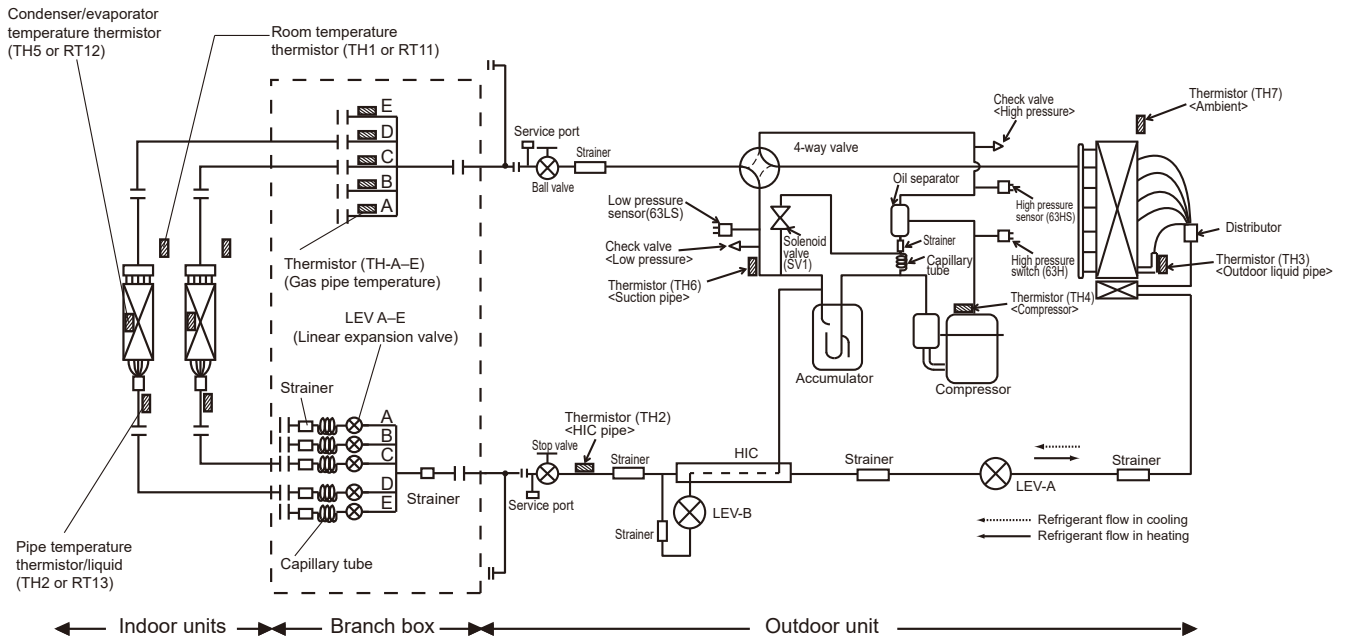 Condenser/evaporator
temperature thermistor
(TH5 or RT12)
Room temperature
thermistor (TH1 or RT11)
E
D
C
B
A
Thermistor (TH-A–E)
(Gas pipe temperature)
LEV A–E
(Linear expansion valve)
Strainer
A
B
C
D
E
Strainer
Capillary tube
Pipe temperature
thermistor/liquid
(TH2 or RT13)
Service port
Ball valve
Strainer
4-way valve
Check valve
<High pressure>
Thermistor (TH7)
<Ambient>
Oil separator
Low pressure
sensor(63LS)
Check valve
<Low pressure>
Thermistor (TH6)
<Suction pipe>
Solenoid
valve
(SV1)
Strainer
Capillary
tube
High pressure
sensor (63HS)
High pressure
switch (63H)
Distributor
Thermistor (TH3)
<Outdoor liquid pipe>
Thermistor (TH4)
<Compressor>
Accumulator
Compressor
Thermistor (TH2)
<HIC pipe>
Stop valve
Service port
Strainer
HIC
Strainer
LEV-B
Strainer
LEV-A
Strainer
Refrigerant flow in cooling
Refrigerant flow in heating
Indoor units
Branch box
Outdoor unit